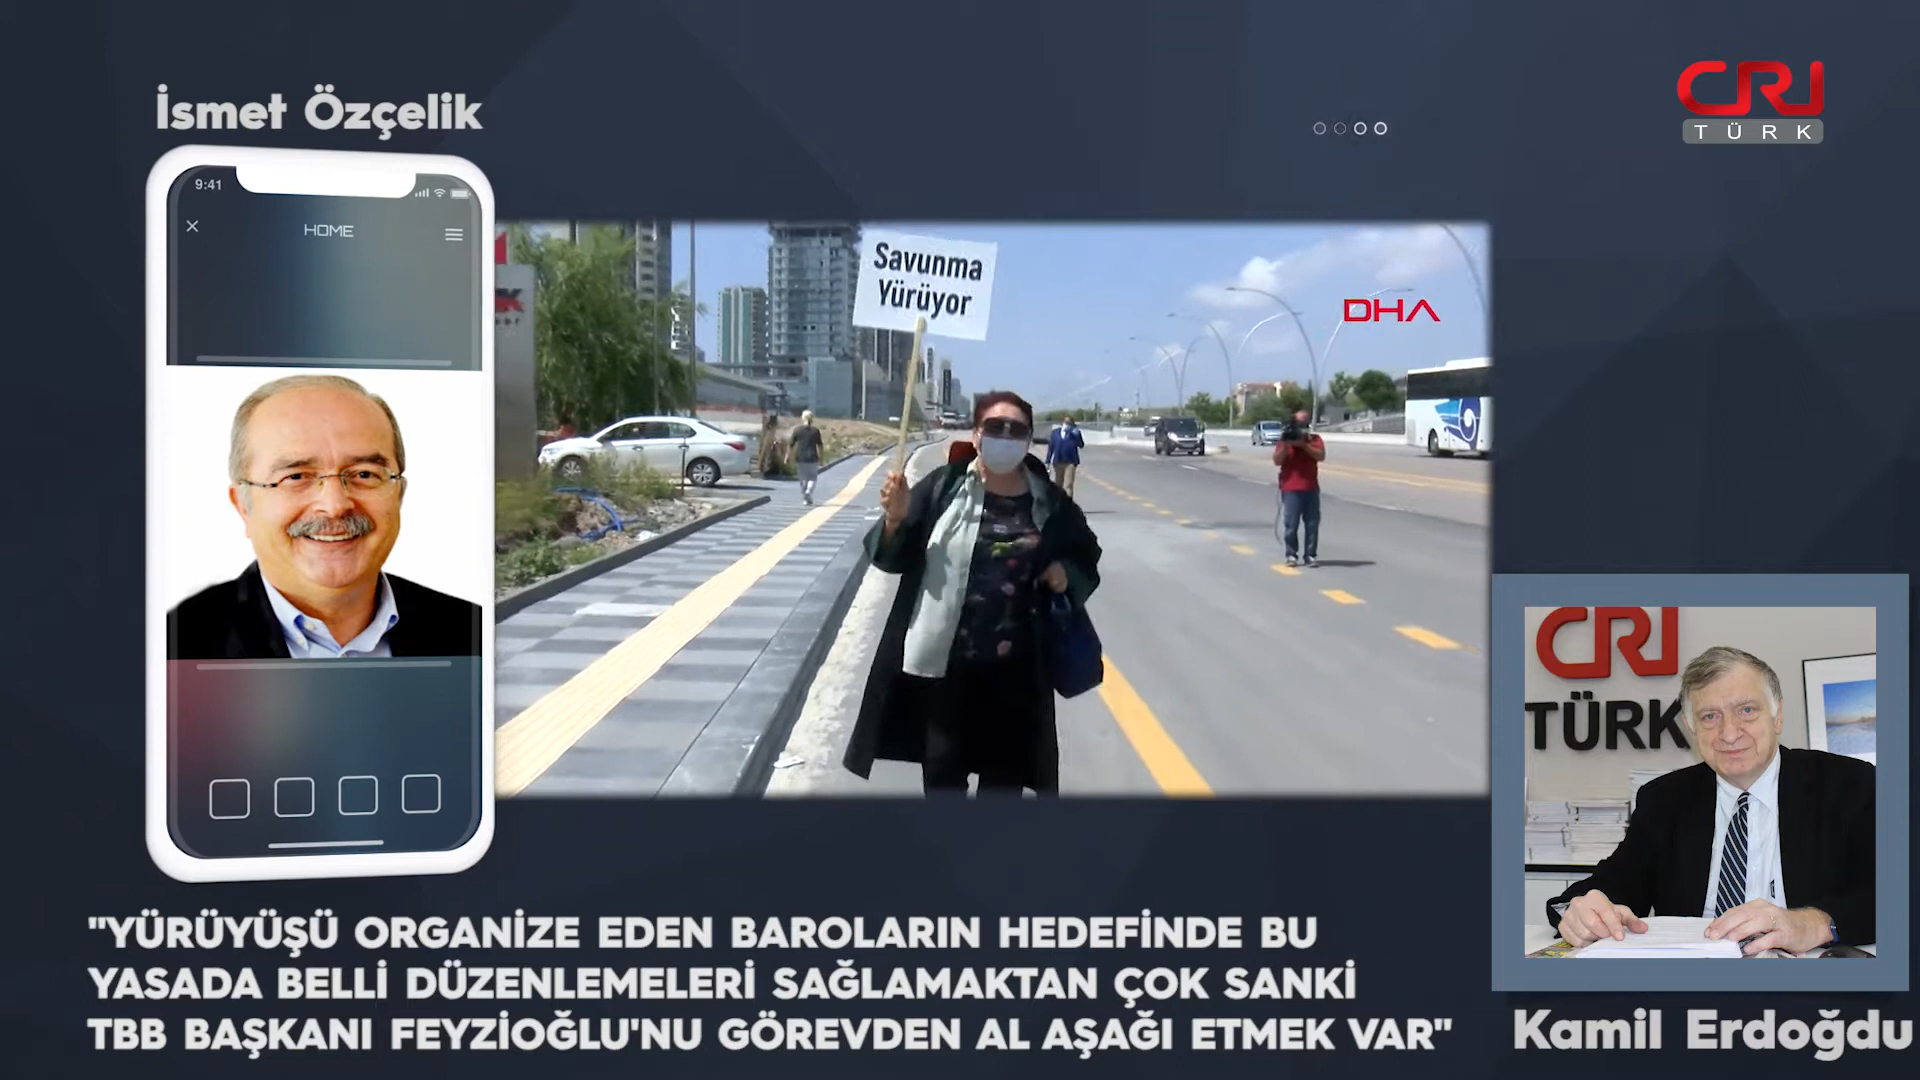 İsmet Özçelik
CRI
TÜRK
9:41
HOME
Savunma
Yürüyor
DHA
CRI
TÜRK
"YÜRÜYÜŞÜ ORGANİZE EDEN BAROLARIN HEDEFİNDE BU
YASADA BELLİ DÜZENLEMELERİ SAĞLAMAKTAN ÇOK SANKİ
TBB BAŞKANI FEYZİOĞLU'NU GÖREVDEN AL AŞAĞI ETMEK VAR"
Kamil Erdoğdu